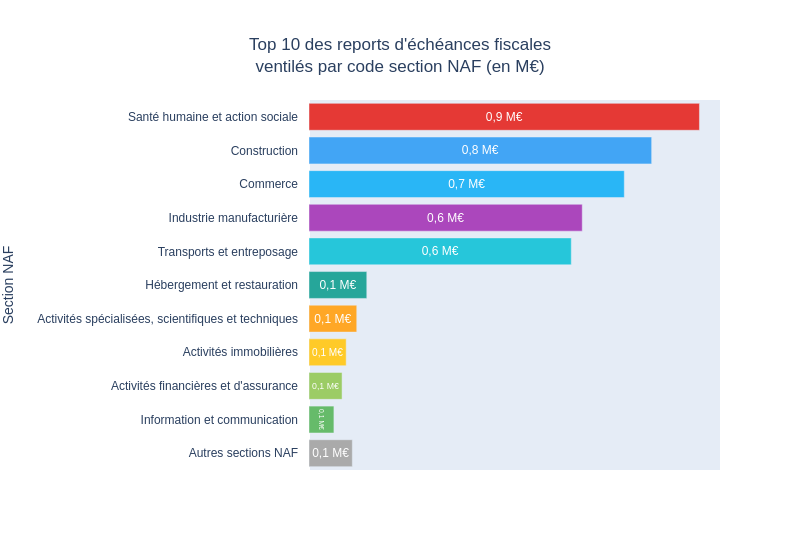 Top 10 des reports d'échéances fiscales
ventilés par code section NAF (en M€)
Section NAF
Santé humaine et action sociale 0,9 M€
Construction 0,8 M€
Commerce 0,7 M€
Industrie manufacturière 0,6 M€
Transports et entreposage 0,6 M€
Hébergement et restauration 0,1 M€
Activités spécialisées, scientifiques et techniques 0,1 M€
Activités immobilières 0,1 M€
Activités financières et d'assurance 0,1 M€
Information et communication 0,1 M€
Autres sections NAF 0,1 M€